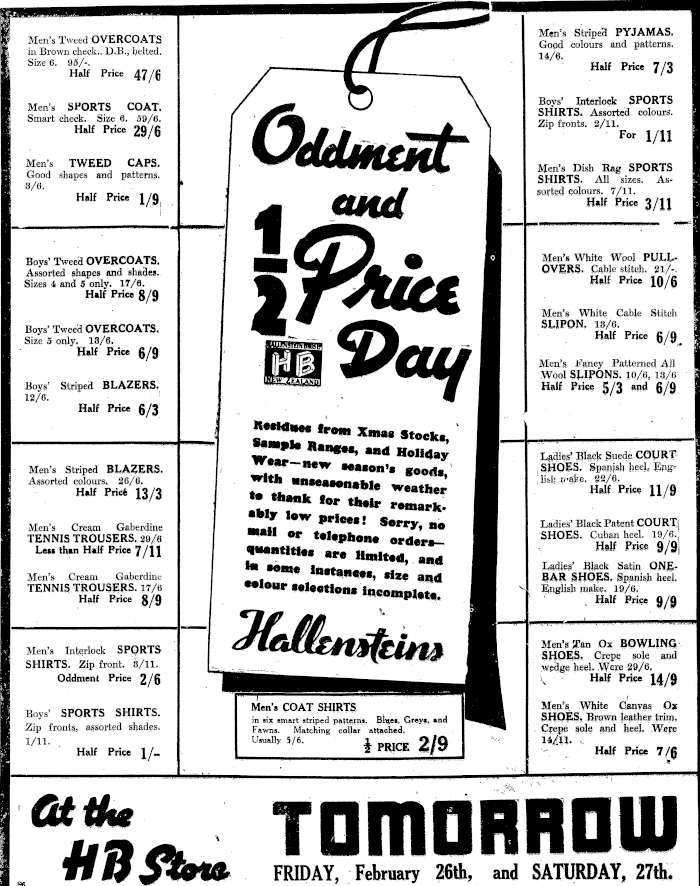 Men's Tweed OVERCOATS
in Brown check.. D.B., belted.
Size 6. 95/-.
Half Price 47/6
Men's SPORTS COAT.
Smart check. Size 6. 59/6.
Half Price 29/6
Men's TWEED CAPS.
Good shapes and patterns.
3/6.
Half Price 1/9
Boys' Tweed OVERCOATS.
Assorted shapes and shades.
Sizes 4 and 5 only. 17/6.
Half Price 8/9
Boys' Tweed OVERCOATS.
Size 5 only. 13/6.
Half Price 6/9
Boys' Striped BLAZERS.
12/6.
Half Price 6/3
Men's Striped BLAZERS.
Assorted colours. 26/6.
Half Price 13/3
Men's Cream Gaberdine
TENNIS TROUSERS. 29/6
Less than Half Price 7/11
Men's Cream Gaberdine
TENNIS TROUSERS. 17/6
Half Price 8/9
Men's Interlock SPORTS
SHIRTS. Zip front. 3/11.
Oddment Price 2/6
Boys' SPORTS SHIRTS.
Zip fronts, assorted shades.
1/11.
Half Price 1/-
Oddment
and
1/2 Price
Day
HALLENSTEIN BROS.
HB
NEW ZEALAND
Residues from Xmas Stocks,
Sample Ranges, and Holiday
Wear—new season's goods,
with unseasonable weather
to thank for their remark-
ably low prices! Sorry, no
mail or telephone orders—
quantities are limited, and
in some instances, size and
colour selections incomplete.
Hallensteins
Men's COAT SHIRTS
in six smart striped patterns. Blues, Greys, and
Fawns. Matching collar attached.
Usually 5/6.
½ PRICE 2/9
Men's Striped PYJAMAS.
Good colours and patterns.
14/6.
Half Price 7/3
Boys' Interlock SPORTS
SHIRTS. Assorted colours.
Zip fronts. 2/11.
For 1/11
Men's Dish Rag SPORTS
SHIRTS. All sizes. As-
sorted colours. 7/11.
Half Price 3/11
Men's White Wool PULL-
OVERS. Cable stitch. 21/-.
Half Price 10/6
Men's White Cable Stitch
SLIPON. 13/6.
Half Price 6/9.
Men's Fancy Patterned All
Wool SLIPONS. 10/6, 13/6
Half Price 5/3 and 6/9
Ladies' Black Suede COURT
SHOES. Spanish heel. Eng-
lish make. 22/6.
Half Price 11/9
Ladies' Black Patent COURT
SHOES. Cuban heel. 19/6.
Half Price 9/9
Ladies' Black Satin ONE-
BAR SHOES. Spanish heel.
English make. 19/6.
Half Price 9/9
Men's Tan Ox BOWLING
SHOES. Crepe sole and
wedge heel. Were 29/6.
Half Price 14/9
Men's White Canvas Ox
SHOES. Brown leather trim.
Crepe sole and heel. Were
14/11.
Half Price 7/6
At the
HB Store
TOMORROW
FRIDAY, February 26th, and SATURDAY, 27th.